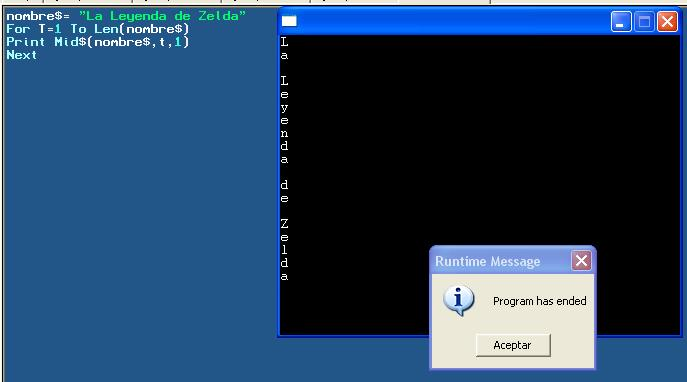 nombre$= "La Leyenda de Zelda"
For T=1 To Len(nombre$)
Print Mid$(nombre$,t,1)
Next
L
a
L
e
y
e
n
d
a
d
e
Z
e
l
d
a
Runtime Message
Program has ended
Aceptar